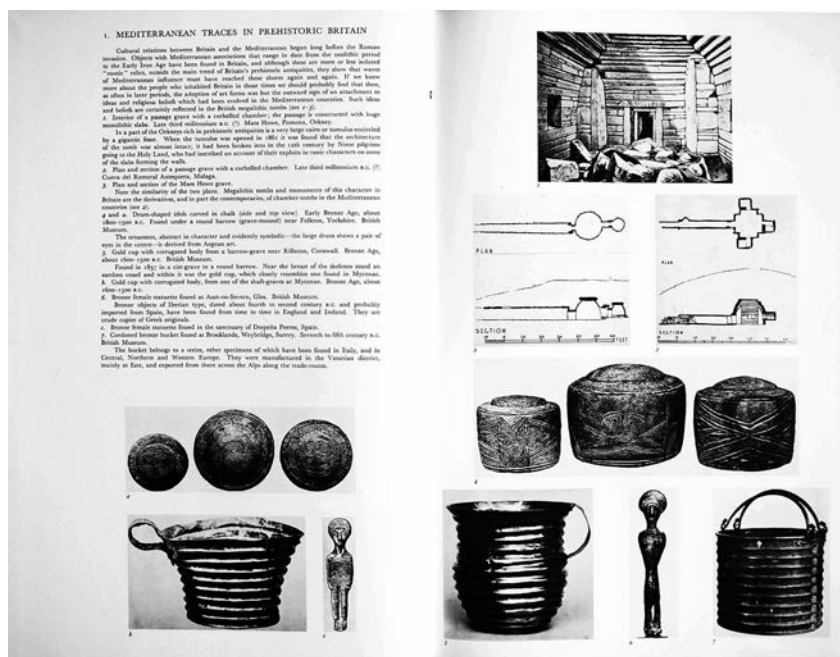 1. MEDITERRANEAN TRACES IN PREHISTORIC BRITAIN
Cultural relations between Britain and the Mediterranean began long before the Roman
invasion. Objects with Mediterranean associations that range in date from the neolithic period
to the Early Iron Age have been found in Britain, and although these are more or less isolated
"exotic" relics, outside the main trend of Britain's prehistoric antiquities, they show that waves
of Mediterranean influence must have reached these shores again and again. If we knew
more about the people who inhabited Britain in those times we should probably find that then,
as often in later periods, the adoption of art forms was but the outward sign of an attachment to
ideas and religious beliefs which had been evolved in the Mediterranean countries. Such ideas
and beliefs are certainly reflected in the British megalithic tombs (see 1-3).
1. Interior of a passage grave with a corbelled chamber; the passage is constructed with huge
monolithic slabs. Late third millennium B.C. (?) Maes Howe, Pomona, Orkney.
In a part of the Orkneys rich in prehistoric antiquities is a very large cairn or tumulus encircled
by a gigantic fosse. When the tumulus was opened in 1861 it was found that the architecture
of the tomb was almost intact; it had been broken into in the 12th century by Norse pilgrims
going to the Holy Land, who had inscribed an account of their exploits in runic characters on some
of the slabs forming the walls.
2. Plan and section of a passage grave with a corbelled chamber. Late third millennium B.C. (?)
Cueva del Romeral Antequera, Malaga.
3. Plan and section of the Maes Howe grave.
Note the similarity of the two plans. Megalithic tombs and monuments of this character in
Britain are the derivatives, and in part the contemporaries, of chamber-tombs in the Mediterranean
countries (see 2).
4 and a. Drum-shaped idols carved in chalk (side and top view). Early Bronze Age, about
1800-1500 B.C. Found under a round barrow (grave-mound) near Folkton, Yorkshire. British
Museum.
The ornament, abstract in character and evidently symbolic—the large drum shows a pair of
eyes in the centre—is derived from Aegean art.
5. Gold cup with corrugated body from a barrow-grave near Rillaton, Cornwall. Bronze Age,
about 1600-1500 B.C.
Found in 1837 in a cist-grave in a round barrow. Near the breast of the skeleton stood an
earthen vessel and within it was the gold cup, which closely resembles one found in Mycenae.
b. Gold cup with corrugated body, from one of the shaft-graves at Mycenae. Bronze Age, about
1600-1500 B.C.
6. Bronze female statuette found at Aust-on-Severn, Glos. British Museum.
Bronze objects of Iberian type, dated about fourth to second century B.C. and probably
imported from Spain, have been found from time to time in England and Ireland. They are
crude copies of Greek originals.
c. Bronze female statuette found in the sanctuary of Despeña Perros, Spain.
7. Cordoned bronze bucket found at Brooklands, Weybridge, Surrey. Seventh to fifth century B.C.
British Museum.
The bucket belongs to a series, other specimens of which have been found in Italy, and in
Central, Northern and Western Europe. They were manufactured in the Venetian district,
mainly at Este, and exported from there across the Alps along the trade-routes.
a
b
c
1
PLAN
SECTION
FEET
2
PLAN
SECTION
3
4
5
6
7